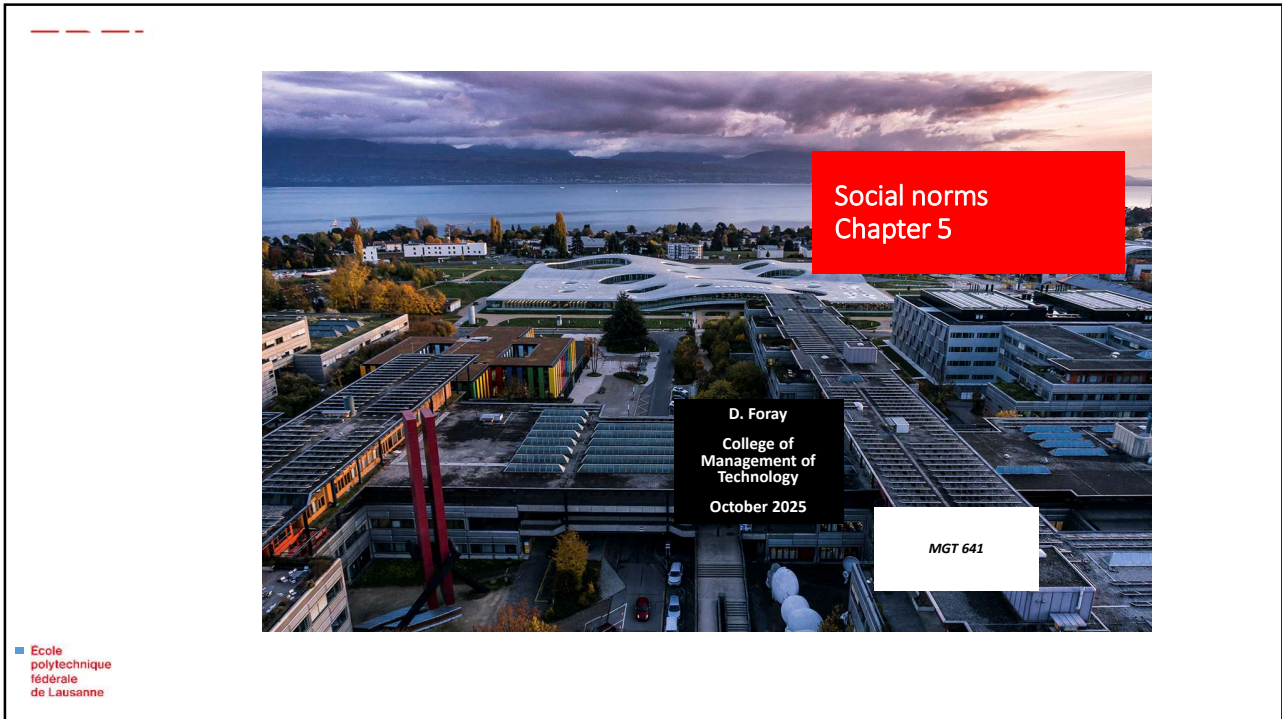 Social norms
Chapter 5
D. Foray
College of
Management of
Technology
October 2025
MGT 641
École
polytechnique
fédérale
de Lausanne